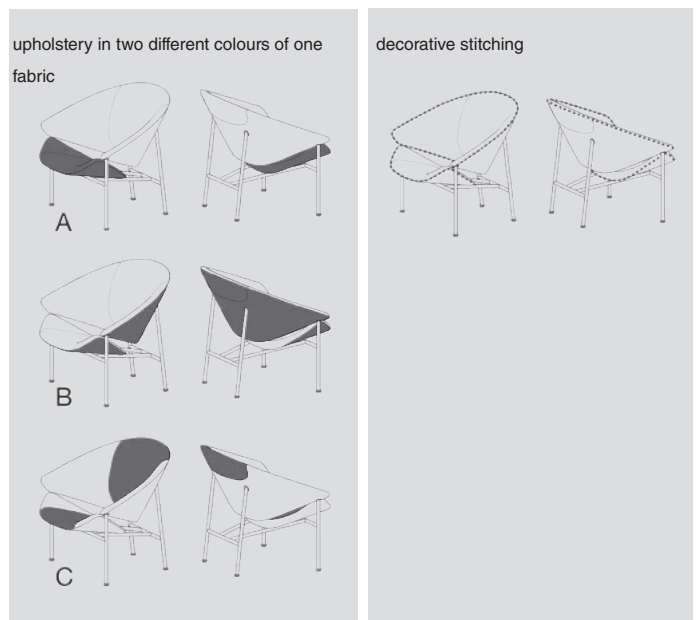 upholstery in two different colours of one
fabric
A
B
C
decorative stitching